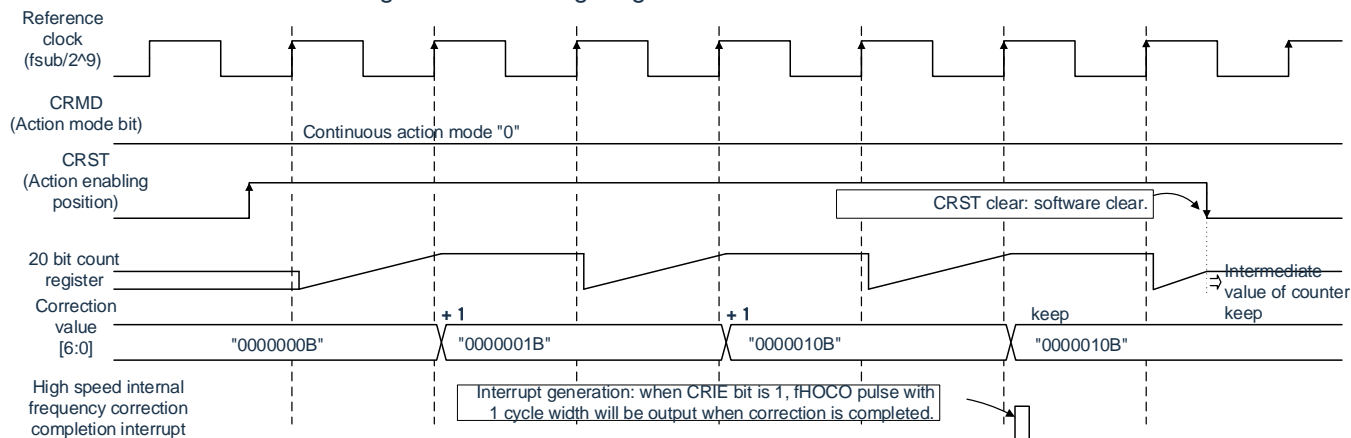 Reference
clock
(fsub/2^9)
CRMD
(Action mode bit)
Continuous action mode "0"
CRST
(Action enabling
position)
CRST clear: software clear.
20 bit count
register
Intermediate
value of counter
keep
Correction
value
[6:0]
+ 1
+ 1
keep
"0000000B"
"0000001B"
"0000010B"
"0000010B"
High speed internal
frequency correction
completion interrupt
Interrupt generation: when CRIE bit is 1, fHOCO pulse with
1 cycle width will be output when correction is completed.